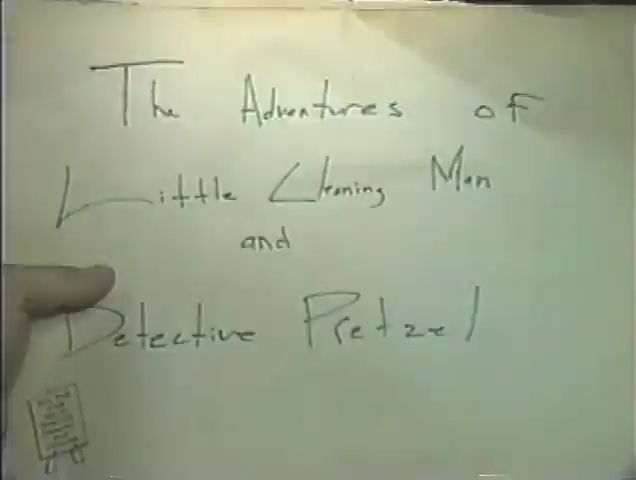 The Adventures of
Little Cleaning Man
and
Detective Pretzel